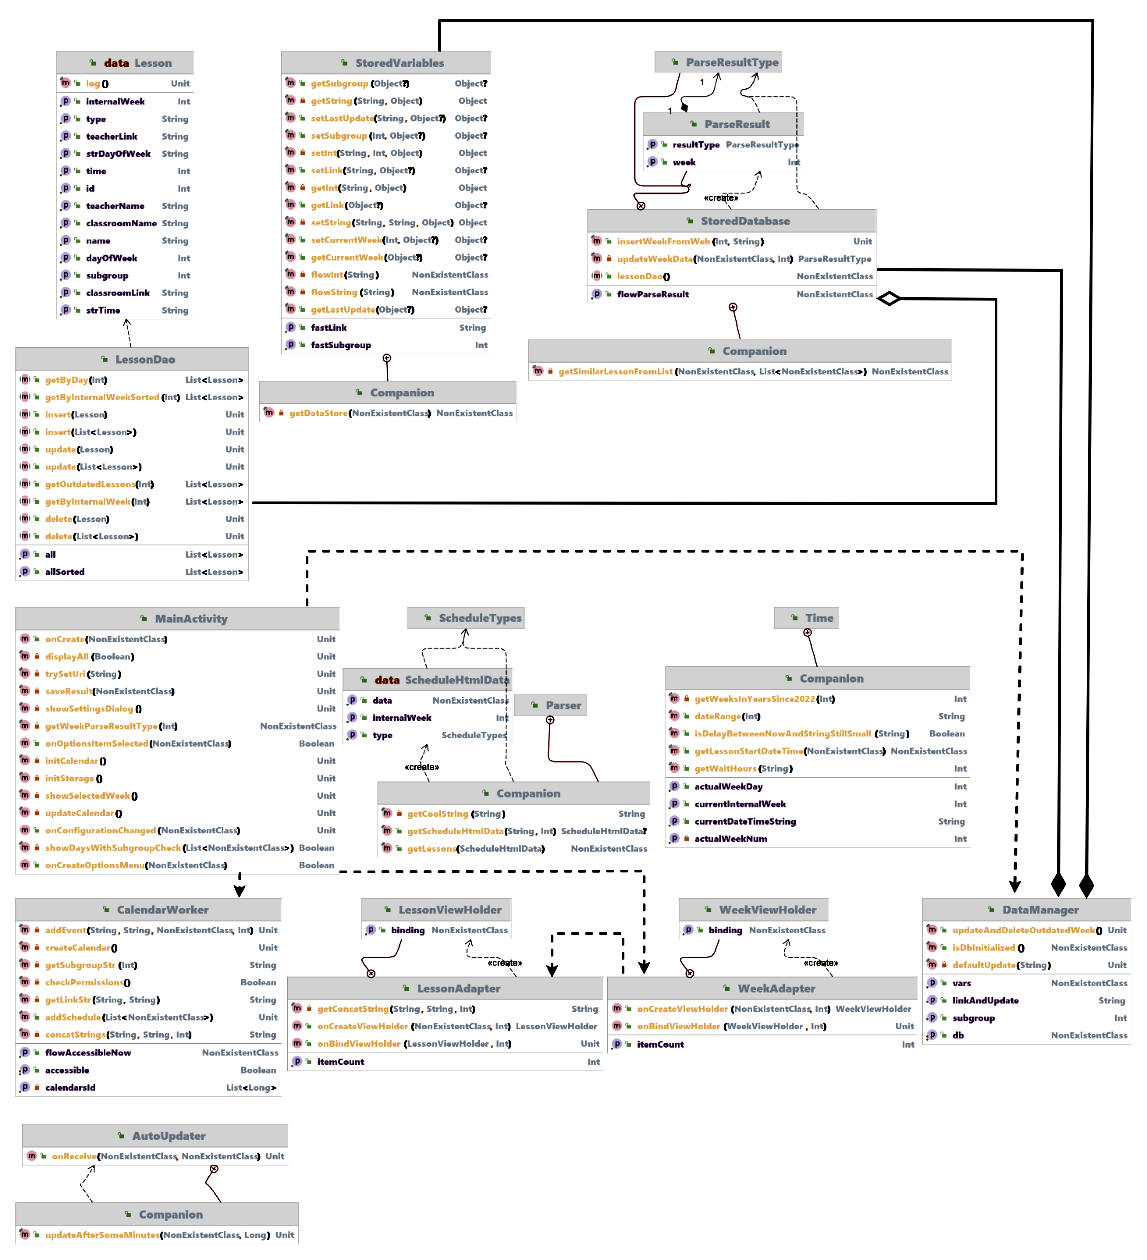 data Lesson
log() Unit
internalWeek Int
type String
teacherLink String
strDayOfWeek String
time Int
id Int
teacherName String
classroomName String
name String
dayOfWeek Int
subgroup Int
classroomLink String
strTime String
StoredVariables
getSubgroup(Object?) Object?
getString(String, Object) Object
setLastUpdate(String, Object?) Object?
setSubgroup(Int, Object?) Object?
setInt(String, Int, Object) Object
setLink(String, Object?) Object?
getInt(String, Object) Object
getLink(Object?) Object?
setString(String, String, Object) Object
setCurrentWeek(Int, Object?) Object?
getCurrentWeek(Object?) Object?
flowInt(String) NonExistentClass
flowString(String) NonExistentClass
getLastUpdate(Object?) Object?
fastLink String
fastSubgroup Int
Companion
getDataStore(NonExistentClass) NonExistentClass
ParseResultType
1
1
ParseResult
resultType ParseResultType
week Int
«create»
StoredDatabase
insertWeekFromWeb(Int, String) Unit
updateWeekData(NonExistentClass, Int) ParseResultType
lessonDao() NonExistentClass
flowParseResult NonExistentClass
Companion
getSimilarLessonFromList(NonExistentClass, List<NonExistentClass>) NonExistentClass
LessonDao
getByDay(Int) List<Lesson>
getByInternalWeekSorted(Int) List<Lesson>
insert(Lesson) Unit
insert(List<Lesson>) Unit
update(Lesson) Unit
update(List<Lesson>) Unit
getOutdatedLessons(Int) List<Lesson>
getByInternalWeek(Int) List<Lesson>
delete(Lesson) Unit
delete(List<Lesson>) Unit
all List<Lesson>
allSorted List<Lesson>
MainActivity
onCreate(NonExistentClass) Unit
displayAll(Boolean) Unit
trySetUrl(String) Unit
saveResult(NonExistentClass) Unit
showSettingsDialog() Unit
getWeekParseResultType(Int) NonExistentClass
onOptionsItemSelected(NonExistentClass) Boolean
initCalendar() Unit
initStorage() Unit
showSelectedWeek() Unit
updateCalendar() Unit
onConfigurationChanged(NonExistentClass) Unit
showDaysWithSubgroupCheck(List<NonExistentClass>) Boolean
onCreateOptionsMenu(NonExistentClass) Boolean
ScheduleTypes
data ScheduleHtmlData
data NonExistentClass
internalWeek Int
type ScheduleTypes
«create»
Parser
Companion
getCoolString(String) String
getScheduleHtmlData(String, Int) ScheduleHtmlData?
getLessons(ScheduleHtmlData) NonExistentClass
Time
Companion
getWeeksInYearsSince2022(Int) Int
dateRange(Int) String
isDelayBetweenNowAndStringStillSmall(String) Boolean
getLessonStartDateTime(NonExistentClass) NonExistentClass
getWaitHours(String) Int
actualWeekDay Int
currentInternalWeek Int
currentDateTimeString String
actualWeekNum Int
CalendarWorker
addEvent(String, String, NonExistentClass, Int) Unit
createCalendar() Unit
getSubgroupStr(Int) String
checkPermissions() Boolean
getLinkStr(String, String) String
addSchedule(List<NonExistentClass>) Unit
concatStrings(String, String, Int) String
flowAccessibleNow NonExistentClass
accessible Boolean
calendarsId List<Long>
LessonViewHolder
binding NonExistentClass
«create»
LessonAdapter
getConcatString(String, String, Int) String
onCreateViewHolder(NonExistentClass, Int) LessonViewHolder
onBindViewHolder(LessonViewHolder, Int) Unit
itemCount Int
WeekViewHolder
binding NonExistentClass
«create»
WeekAdapter
onCreateViewHolder(NonExistentClass, Int) WeekViewHolder
onBindViewHolder(WeekViewHolder, Int) Unit
itemCount Int
DataManager
updateAndDeleteOutdatedWeek() Unit
isDbInitialized() NonExistentClass
defaultUpdate(String) Unit
vars NonExistentClass
linkAndUpdate String
subgroup Int
db NonExistentClass
AutoUpdater
onReceive(NonExistentClass, NonExistentClass) Unit
Companion
updateAfterSomeMinutes(NonExistentClass, Long) Unit